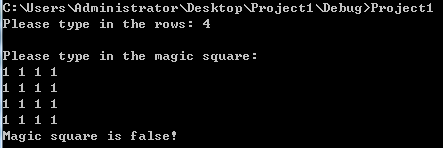 C:\Users\Administrator\Desktop\Project1\Debug>Project1
Please type in the rows: 4
Please type in the magic square:
1 1 1 1
1 1 1 1
1 1 1 1
1 1 1 1
Magic square is false!